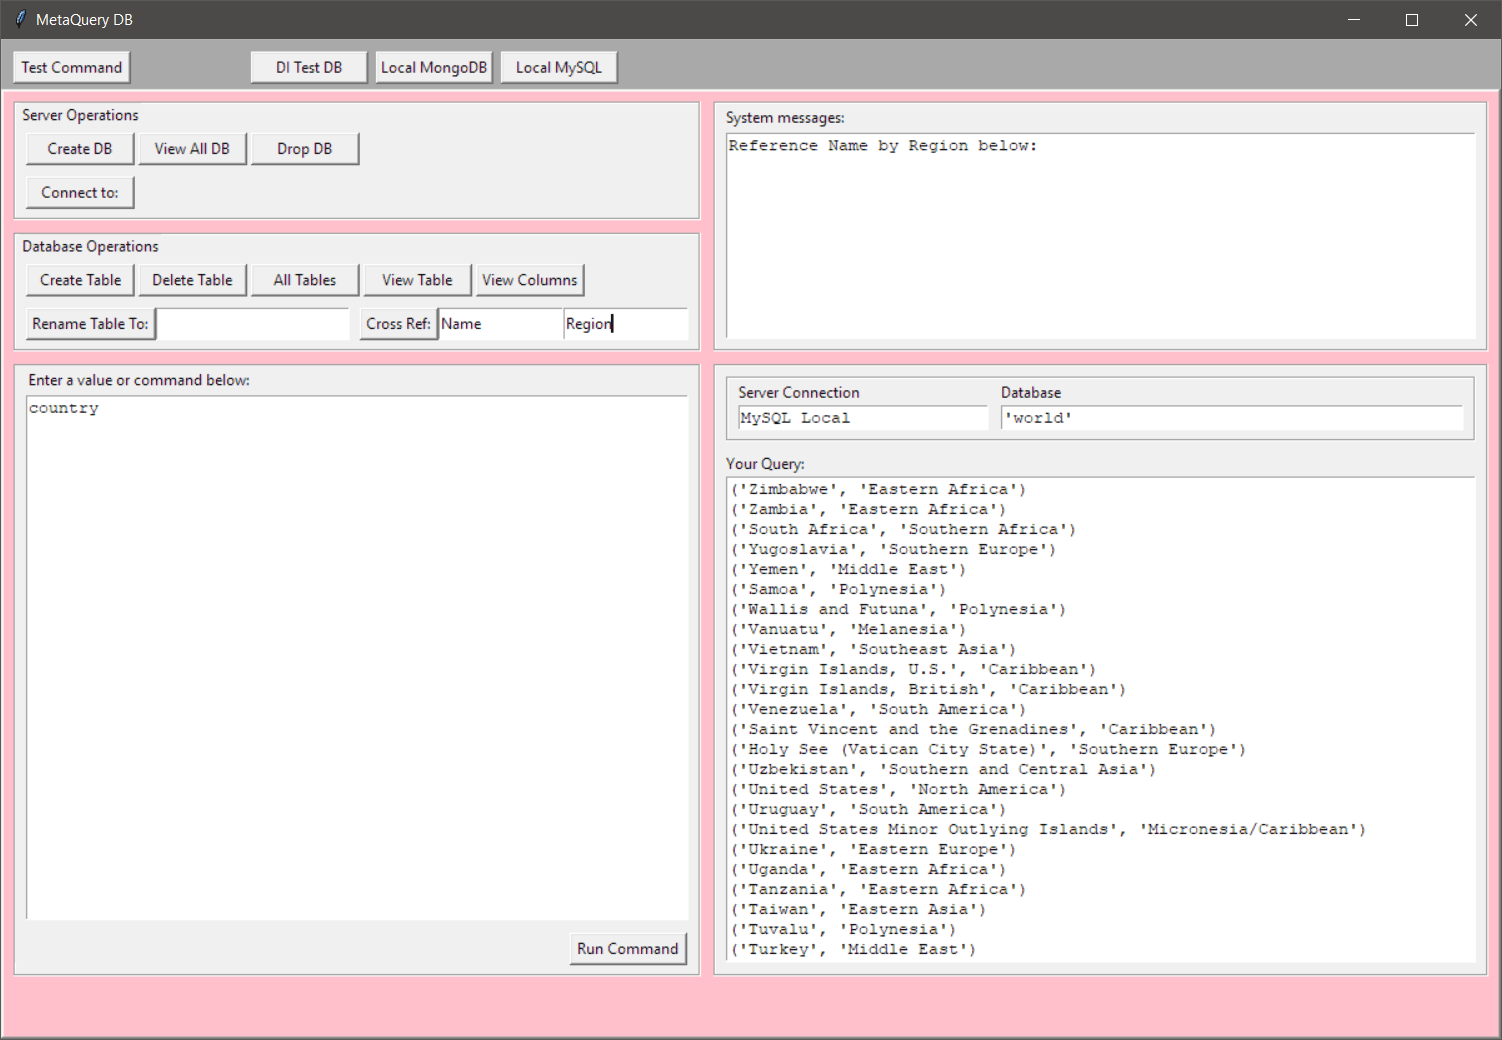 MetaQuery DB
Test Command
DI Test DB
Local MongoDB
Local MySQL
Server Operations
Create DB
View All DB
Drop DB
Connect to:
Database Operations
Create Table
Delete Table
All Tables
View Table
View Columns
Rename Table To:
Cross Ref:
Name
Region
Enter a value or command below:
country
Run Command
System messages:
Reference Name by Region below:
Server Connection
Database
MySQL Local
'world'
Your Query:
('Zimbabwe', 'Eastern Africa')
('Zambia', 'Eastern Africa')
('South Africa', 'Southern Africa')
('Yugoslavia', 'Southern Europe')
('Yemen', 'Middle East')
('Samoa', 'Polynesia')
('Wallis and Futuna', 'Polynesia')
('Vanuatu', 'Melanesia')
('Vietnam', 'Southeast Asia')
('Virgin Islands, U.S.', 'Caribbean')
('Virgin Islands, British', 'Caribbean')
('Venezuela', 'South America')
('Saint Vincent and the Grenadines', 'Caribbean')
('Holy See (Vatican City State)', 'Southern Europe')
('Uzbekistan', 'Southern and Central Asia')
('United States', 'North America')
('Uruguay', 'South America')
('United States Minor Outlying Islands', 'Micronesia/Caribbean')
('Ukraine', 'Eastern Europe')
('Uganda', 'Eastern Africa')
('Tanzania', 'Eastern Africa')
('Taiwan', 'Eastern Asia')
('Tuvalu', 'Polynesia')
('Turkey', 'Middle East')